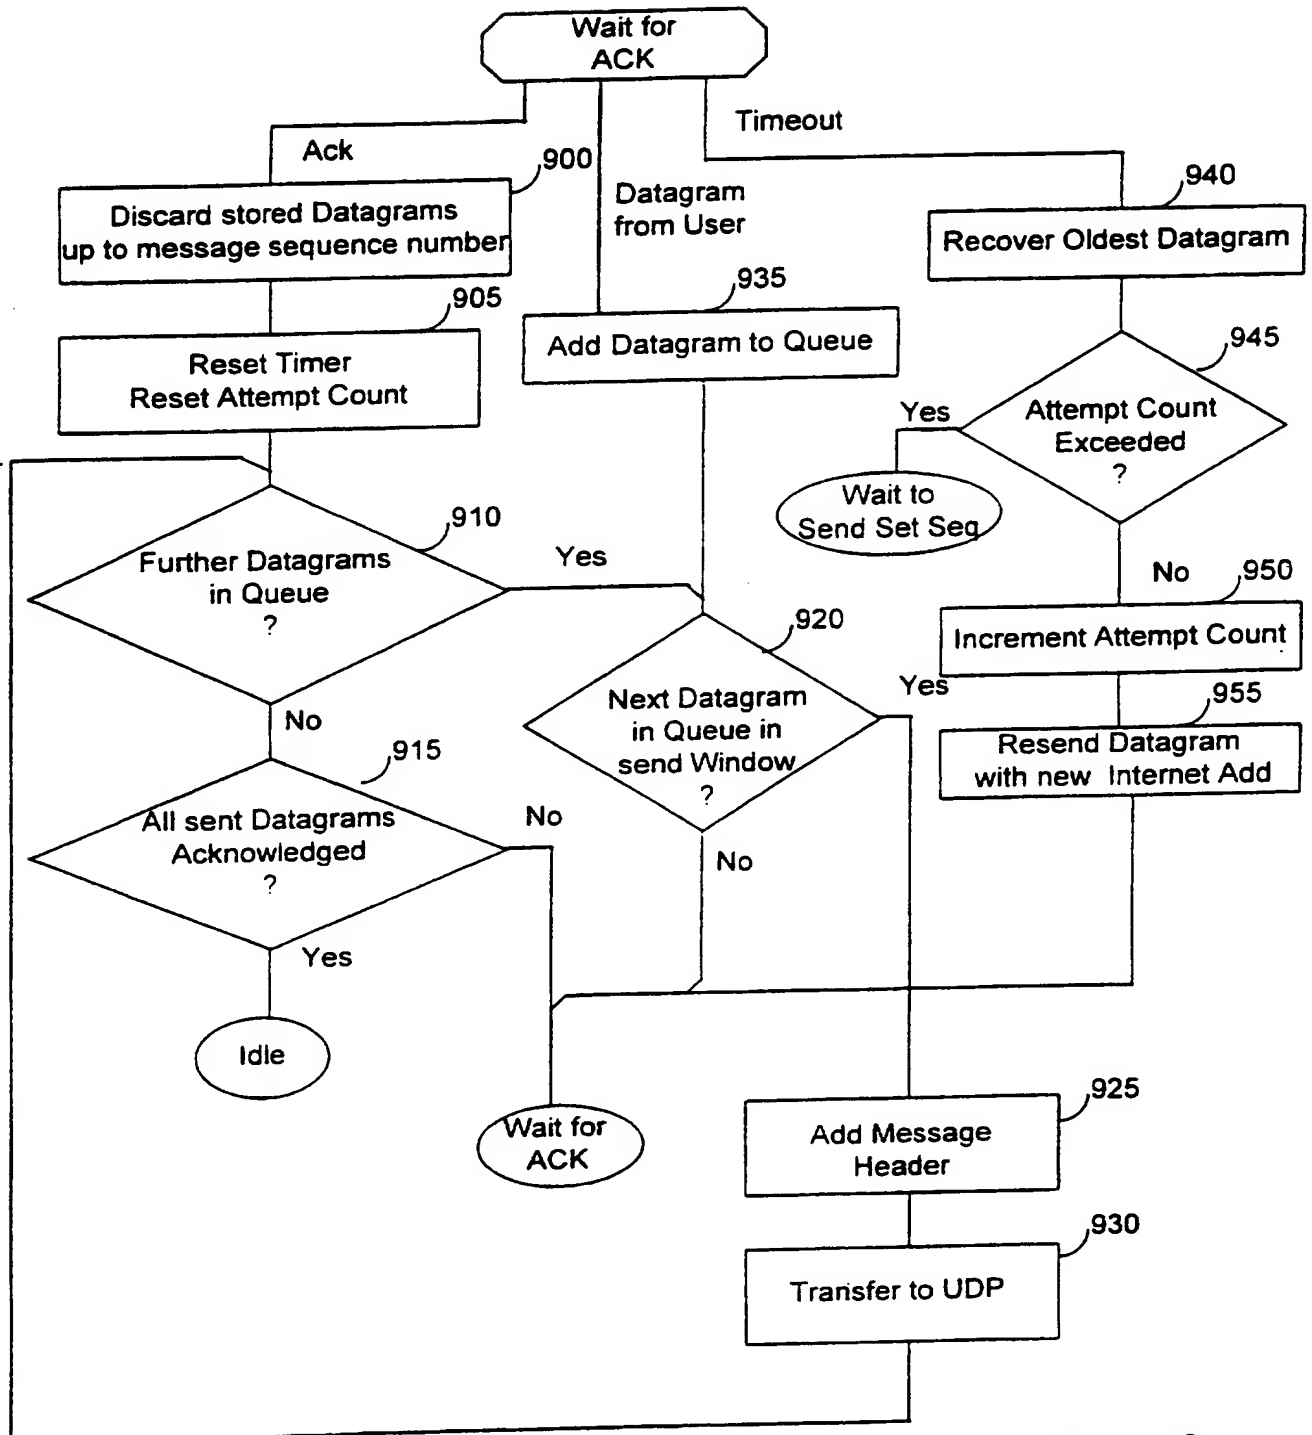 Wait for
ACK
Timeout
Ack
900
Discard stored Datagrams
up to message sequence number
Datagram
from User
940
Recover Oldest Datagram
905
Reset Timer
Reset Attempt Count
935
Add Datagram to Queue
945
Attempt Count
Exceeded
?
Yes
Wait to
Send Set Seq
910
Further Datagrams
in Queue
?
Yes
No
950
Increment Attempt Count
920
Next Datagram
in Queue in
send Window
?
Yes
955
Resend Datagram
with new Internet Add
No
915
All sent Datagrams
Acknowledged
?
No
No
Yes
Idle
Wait for
ACK
925
Add Message
Header
930
Transfer to UDP